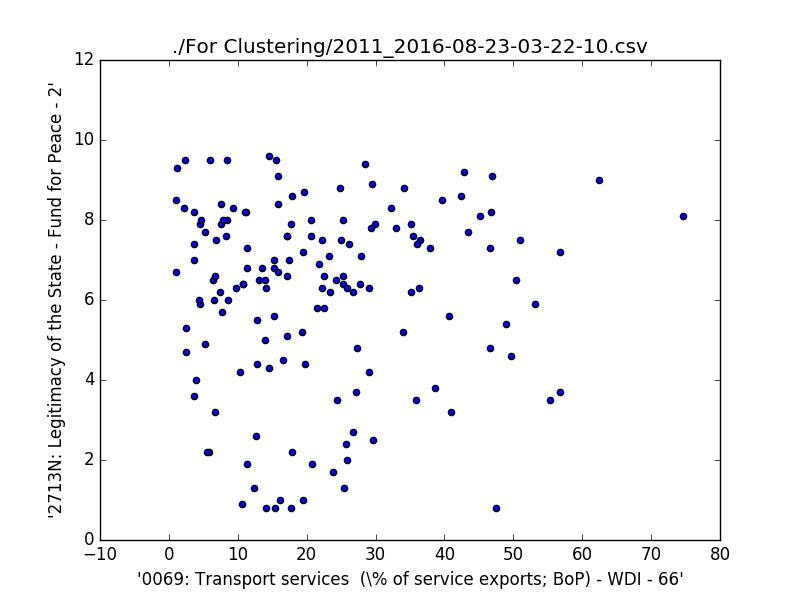 ./For Clustering/2011_2016-08-23-03-22-10.csv
12
10
8
6
4
2
0
'2713N: Legitimacy of the State - Fund for Peace - 2'
−10 0 10 20 30 40 50 60 70 80
'0069: Transport services (\% of service exports; BoP) - WDI - 66'